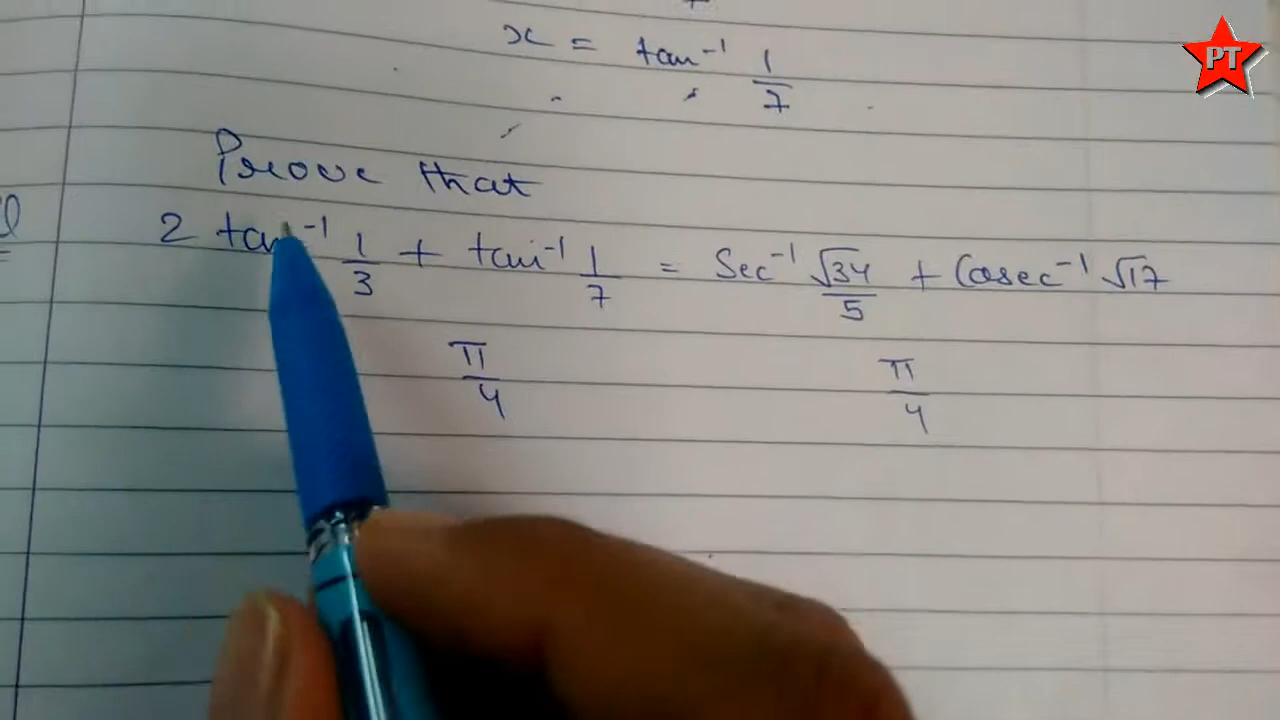 PT
x = tan⁻¹ 1/7
Prove that
2 tan⁻¹ 1/3 + tan⁻¹ 1/7 = Sec⁻¹ √34/5 + Cosec⁻¹ √17
π/4 π/4